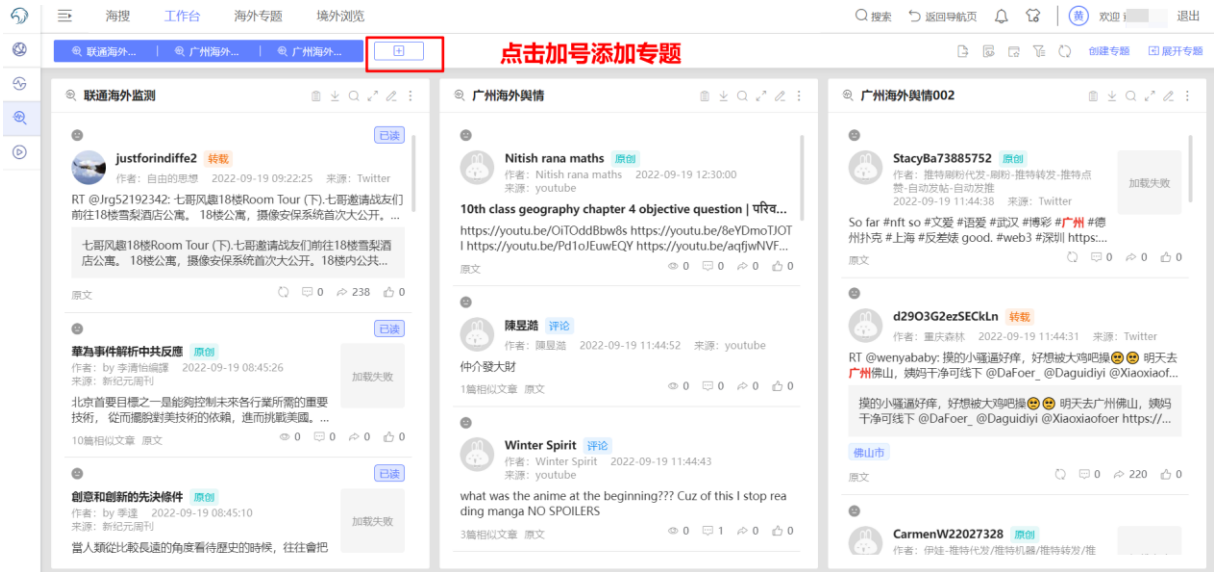 海搜 工作台 海外专题 境外浏览 搜索 返回导航页 黄 欢迎 退出
联通海外... 广州海外... 广州海外... 点击加号添加专题 创建专题 展开专题
联通海外监测
已读
justforindiffe2 转载
作者：自由的思想 2022-09-19 09:22:25 来源：Twitter
RT @Jrg52192342: 七哥风趣18楼Room Tour (下).七哥邀请战友们
前往18楼雪梨酒店公寓。 18楼公寓，摄像安保系统首次大公开。...
七哥风趣18楼Room Tour (下).七哥邀请战友们前往18楼雪梨酒
店公寓。 18楼公寓，摄像安保系统首次大公开。18楼内公共...
原文 0 238 0
已读
華為事件解析中共反應 原创
作者：by 李清怡編譯 2022-09-19 08:45:26
来源：新纪元周刊
加载失败
北京首要目標之一是能夠控制未來各行業所需的重要
技術， 從而擺脫對美技術的依賴，進而挑戰美國。...
10篇相似文章 原文 0 0 0 0
已读
創意和創新的先決條件 原创
作者：by 季達 2022-09-19 08:45:10
来源：新纪元周刊
加载失败
當人類從比較長遠的角度看待歷史的時候，往往會把
广州海外舆情
Nitish rana maths 原创
作者：Nitish rana maths 2022-09-19 12:30:00
来源：youtube
10th class geography chapter 4 objective question | परिव...
https://youtu.be/OiTOddBbw8s https://youtu.be/8eYDmoTJOT
I https://youtu.be/Pd1oJEuwEQY https://youtu.be/aqfjwNVF...
原文 0 0 0 0
陳昱澔 评论
作者：陳昱澔 2022-09-19 11:44:52 来源：youtube
仲介發大財
1篇相似文章 原文 0 0 0 0
Winter Spirit 评论
作者：Winter Spirit 2022-09-19 11:44:43
来源：youtube
what was the anime at the beginning??? Cuz of this I stop rea
ding manga NO SPOILERS
3篇相似文章 原文 0 1 0 0
广州海外舆情002
StacyBa73885752 原创
作者：推特刷粉代发-刷粉-推特转发-推特点
赞-自动发帖-自动发推
2022-09-19 11:44:38 来源：Twitter
加载失败
So far #nft so #文爱 #语爱 #武汉 #博彩 #广州 #德
州扑克 #上海 #反差婊 good. #web3 #深圳 https:...
原文 0 0 0
d29O3G2ezSECkLn 转载
作者：重庆森林 2022-09-19 11:44:31 来源：Twitter
RT @wenyababy: 摸的小骚逼好痒，好想被大鸡吧操🥺🥺 明天去
广州佛山，姨妈干净可线下 @DaFoer_ @Daguidiyi @Xiaoxiaof...
摸的小骚逼好痒，好想被大鸡吧操🥺🥺 明天去广州佛山，姨妈
干净可线下 @DaFoer_ @Daguidiyi @Xiaoxiaofoer https://...
佛山市
原文 0 220 0
CarmenW22027328 原创
作者：伊娃-推特代发/推特机器/推特转发/推